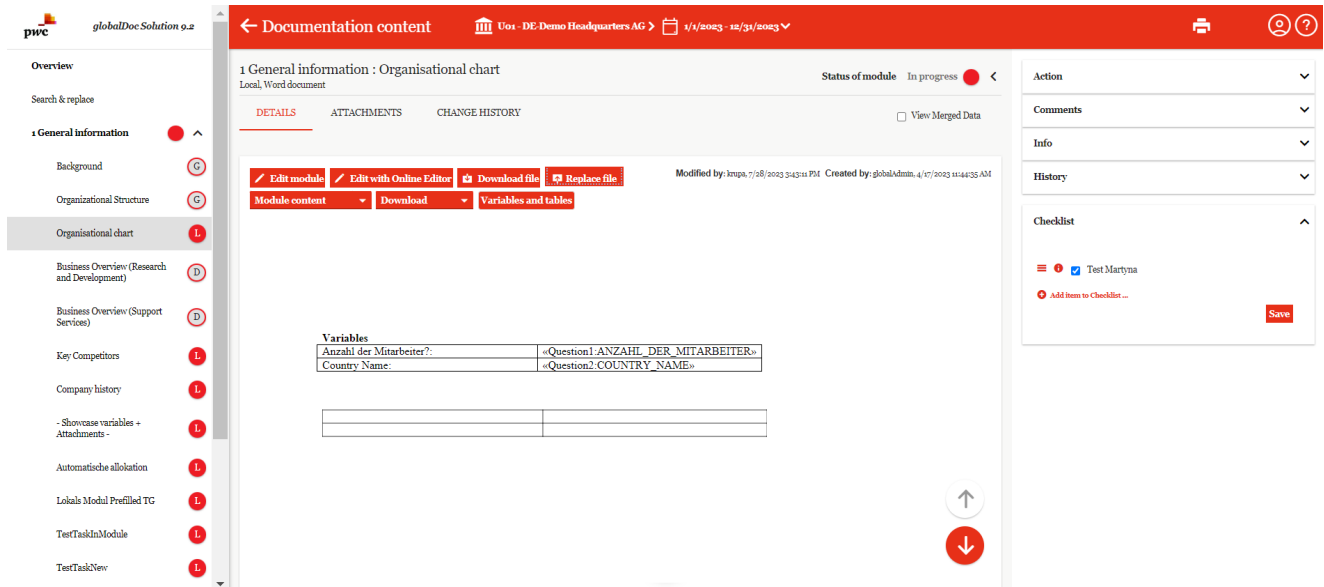 pwc
globalDoc Solution 9.2
Documentation content
U01 - DE-Demo Headquarters AG
1/1/2023 - 12/31/2023
?
Overview
Search & replace
1 General information
Background
G
Organizational Structure
G
Organisational chart
L
Business Overview (Research
and Development)
D
Business Overview (Support
Services)
D
Key Competitors
L
Company history
L
- Showcase variables +
Attachments -
L
Automatische allokation
L
Lokals Modul Prefilled TG
L
TestTaskInModule
L
TestTaskNew
L
1 General information : Organisational chart
Local, Word document
Status of module In progress
DETAILS ATTACHMENTS CHANGE HISTORY
View Merged Data
Edit module Edit with Online Editor Download file Replace file
Modified by: krupa, 7/28/2023 3:43:11 PM Created by: globalAdmin, 4/17/2023 11:44:35 AM
Module content Download Variables and tables
Variables
Anzahl der Mitarbeiter?: «Question1:ANZAHL_DER_MITARBEITER»
Country Name: «Question2:COUNTRY_NAME»
Action
Comments
Info
History
Checklist
Test Martyna
Add item to Checklist ...
Save